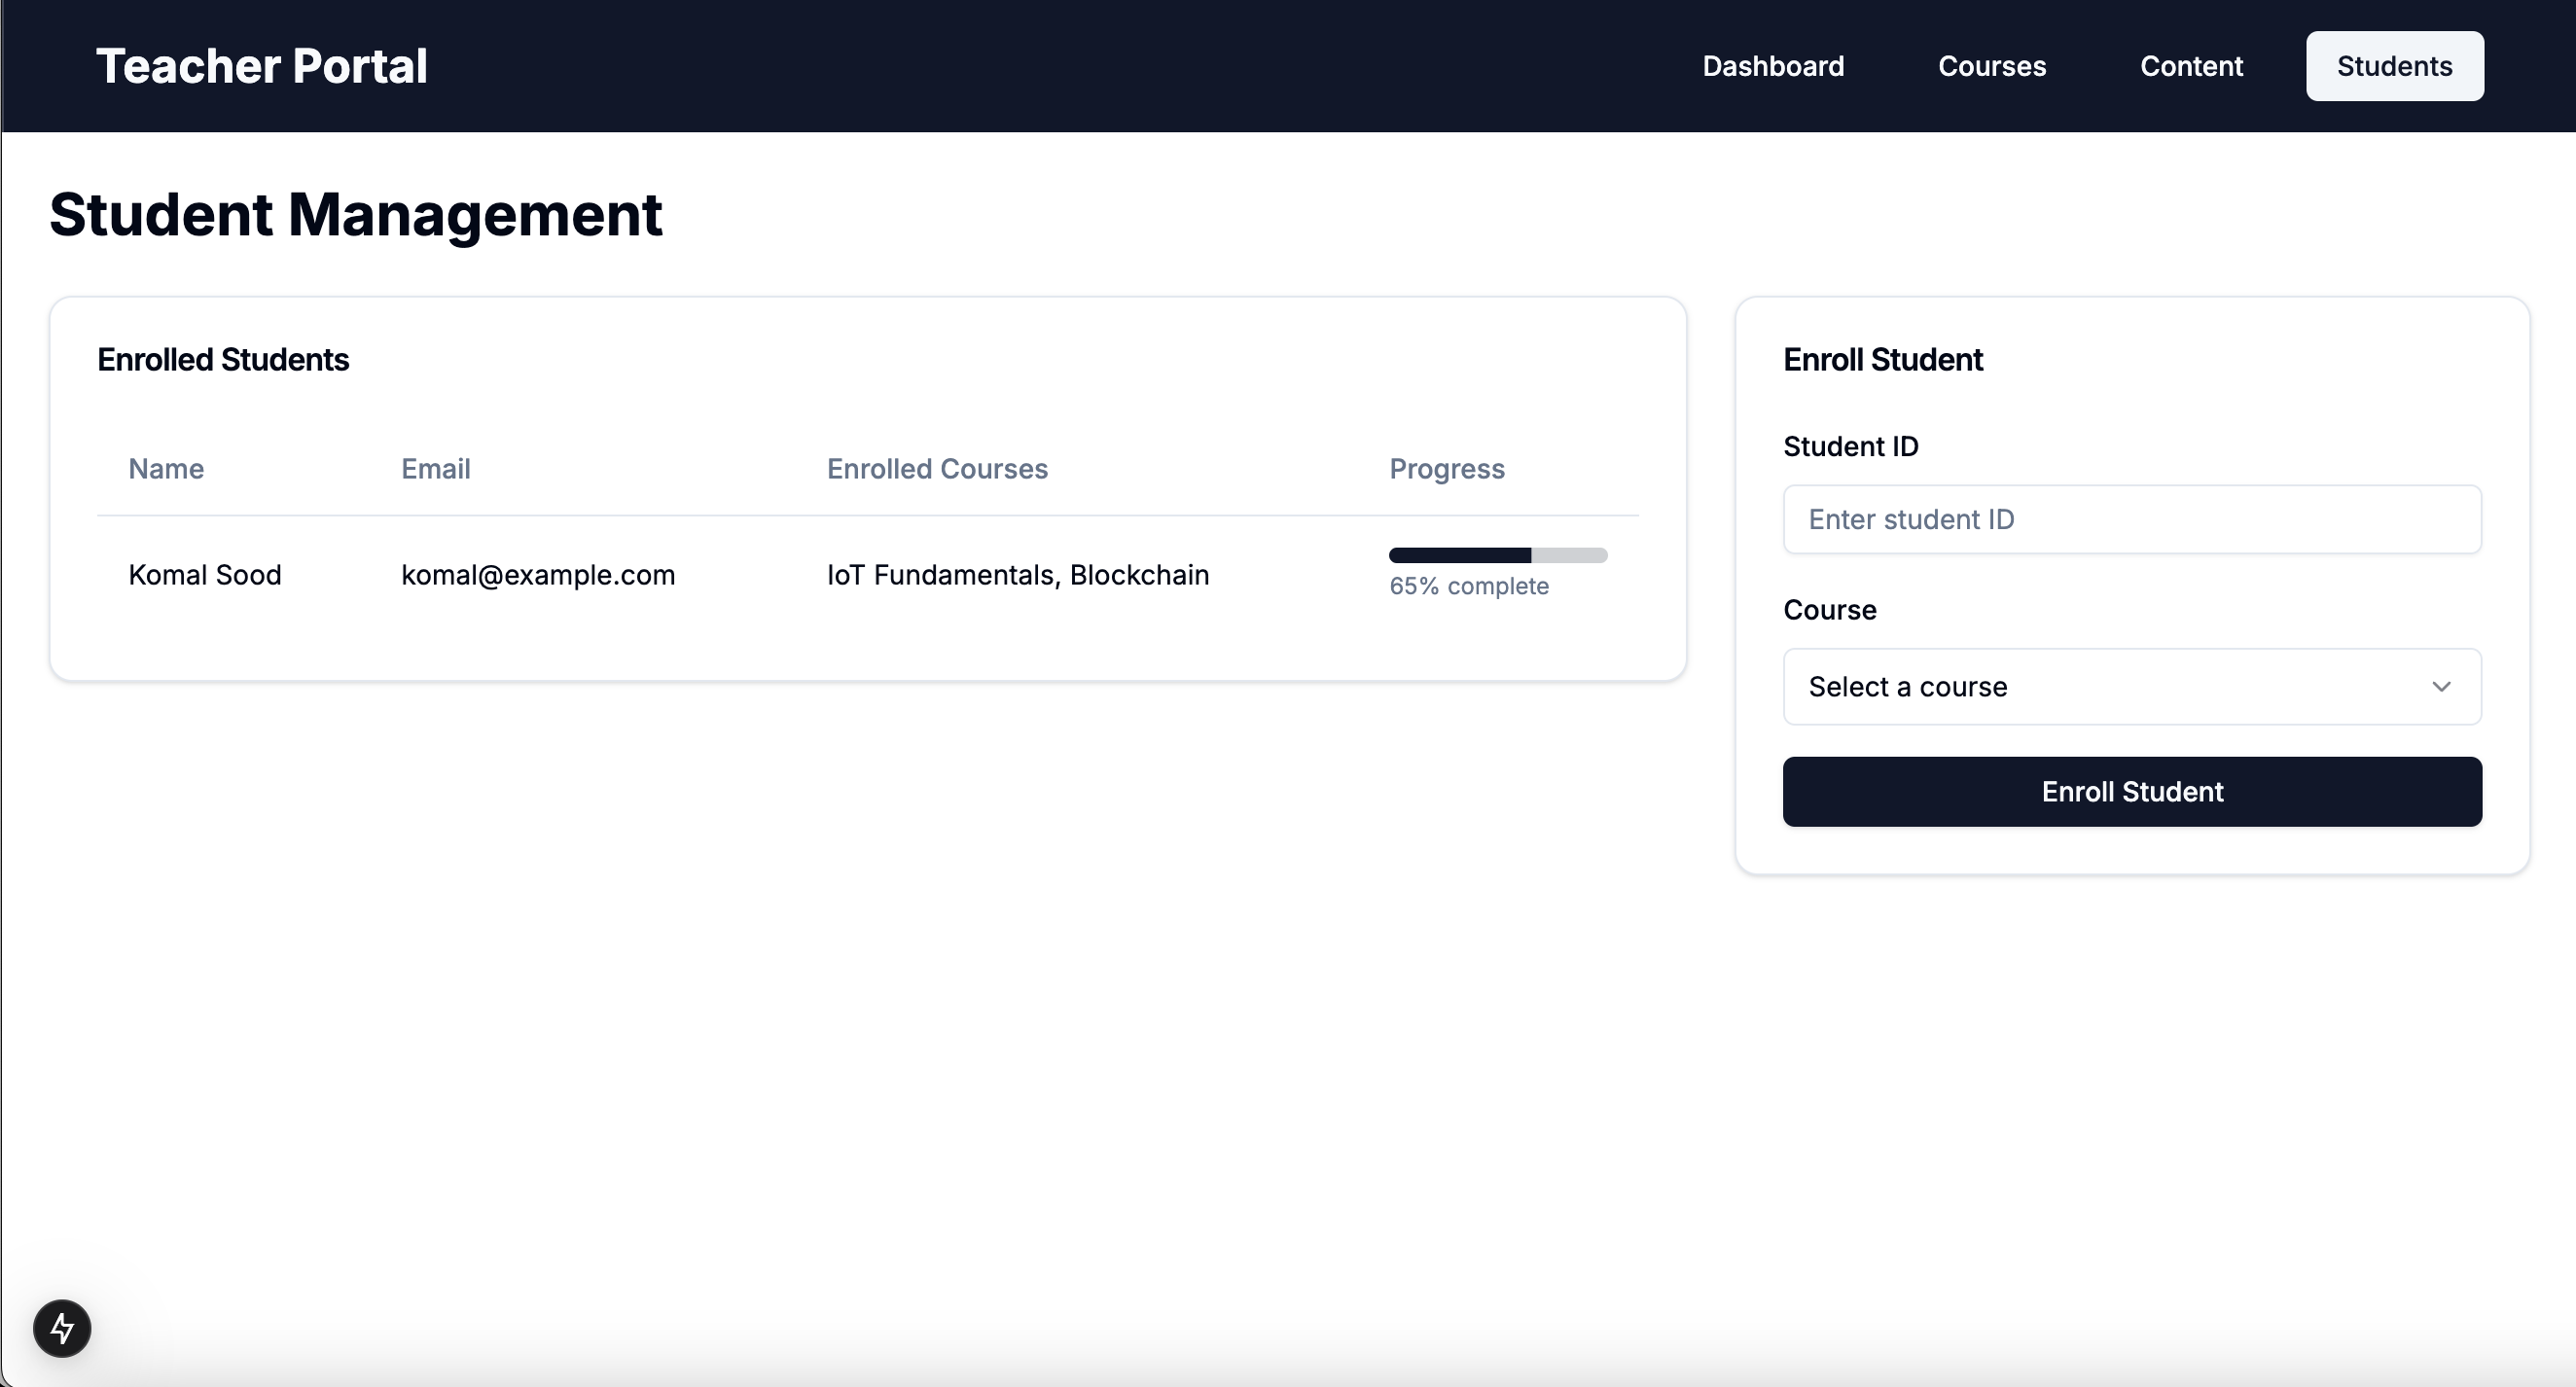 Teacher Portal
Dashboard Courses Content Students
Student Management
Enrolled Students
Name Email Enrolled Courses Progress
Komal Sood komal@example.com IoT Fundamentals, Blockchain
65% complete
Enroll Student
Student ID
Enter student ID
Course
Select a course
Enroll Student